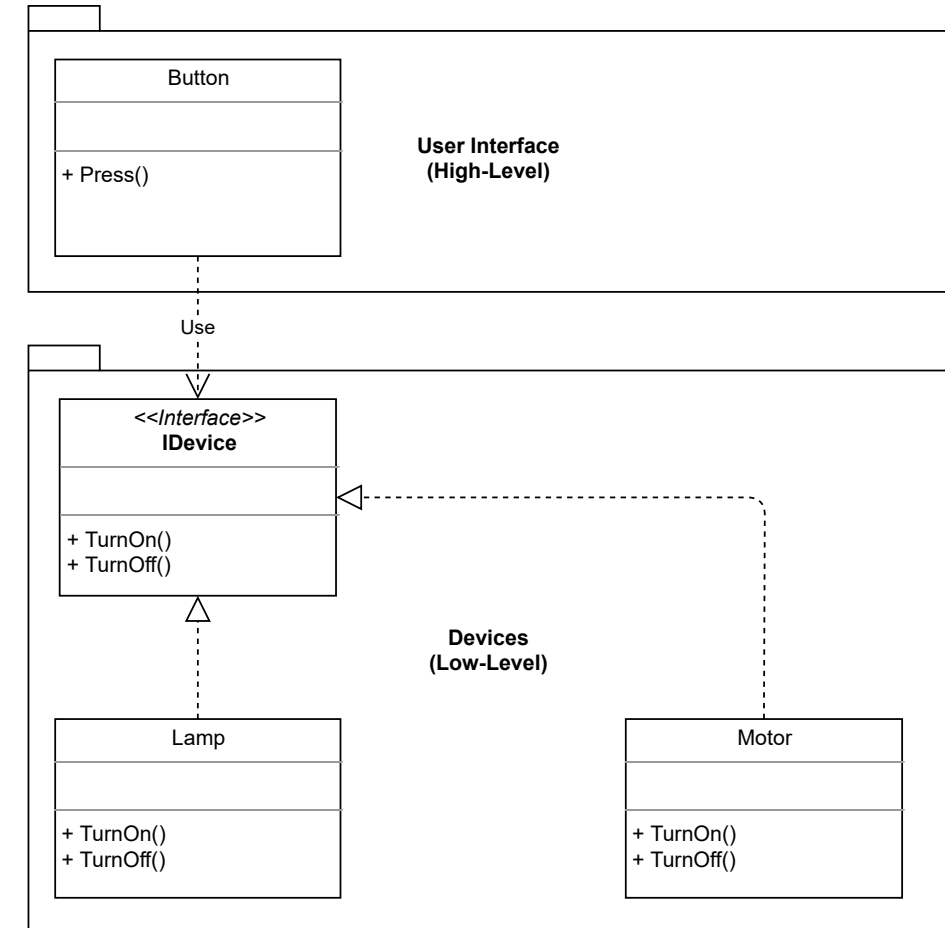 Button
+ Press()
User Interface
(High-Level)
Use
<<Interface>>
IDevice
+ TurnOn()
+ TurnOff()
Devices
(Low-Level)
Lamp
+ TurnOn()
+ TurnOff()
Motor
+ TurnOn()
+ TurnOff()